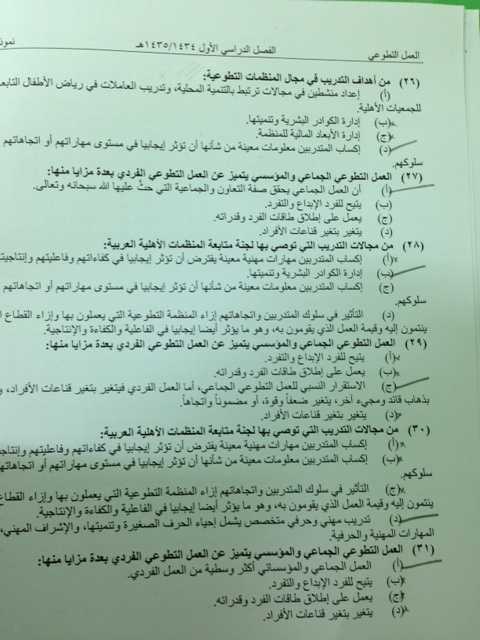 العمل التطوعي الفصل الدراسي الأول ١٤٣٥/١٤٣٤هـ نموذ
(٢٦) من أهداف التدريب في مجال المنظمات التطوعية:
(أ) إعداد منشطين في مجالات ترتبط بالتنمية المحلية، وتدريب العاملات في رياض الأطفال التابعة
للجمعيات الأهلية.
(ب) إدارة الكوادر البشرية وتنميتها.
(ج) إدارة الأبعاد المالية للمنظمة.
(د) إكساب المتدربين معلومات معينة من شأنها أن تؤثر إيجابيا في مستوى مهاراتهم أو اتجاهاتهم
سلوكهم.
(٢٧) العمل التطوعي الجماعي والمؤسسي يتميز عن العمل التطوعي الفردي بعدة مزايا منها:
(أ) أن العمل الجماعي يحقق صفة التعاون والجماعية التي حثّ عليها الله سبحانه وتعالى.
(ب) يتيح للفرد الإبداع والتفرد.
(ج) يعمل على إطلاق طاقات الفرد وقدراته.
(د) يتغير بتغير قناعات الأفراد.
(٢٨) من مجالات التدريب التي توصي بها لجنة متابعة المنظمات الأهلية العربية:
(أ) إكساب المتدربين مهارات مهنية معينة يفترض أن تؤثر إيجابيا في كفاءاتهم وفاعليتهم وإنتاجيته
(ب) إدارة الكوادر البشرية وتنميتها.
(ج) إكساب المتدربين معلومات معينة من شأنها أن تؤثر إيجابيا في مستوى مهاراتهم أو اتجاهاتهم أو
سلوكهم.
(د) التأثير في سلوك المتدربين واتجاهاتهم إزاء المنظمة التطوعية التي يعملون بها وإزاء القطاع ا
ينتمون إليه وقيمة العمل الذي يقومون به، وهو ما يؤثر أيضا إيجابيا في الفاعلية والكفاءة والإنتاجية.
(٢٩) العمل التطوعي الجماعي والمؤسسي يتميز عن العمل التطوعي الفردي بعدة مزايا منها:
(أ) يتيح للفرد الإبداع والتفرد.
(ب) يعمل على إطلاق طاقات الفرد وقدراته.
(ج) الاستقرار النسبي للعمل التطوعي الجماعي، أما العمل الفردي فيتغير بتغير قناعات الأفراد، و
بذهاب قائد ومجيء آخر، يتغير ضعفاً وقوة، أو مضموناً واتجاهاً.
(د) يتغير بتغير قناعات الأفراد.
(٣٠) من مجالات التدريب التي توصي بها لجنة متابعة المنظمات الأهلية العربية:
(أ) إكساب المتدربين مهارات مهنية معينة يفترض أن تؤثر إيجابيا في كفاءاتهم وفاعليتهم وإنتاجي
(ب) إكساب المتدربين معلومات معينة من شأنها أن تؤثر إيجابيا في مستوى مهاراتهم أو اتجاهاتهم
سلوكهم.
(ج) التأثير في سلوك المتدربين واتجاهاتهم إزاء المنظمة التطوعية التي يعملون بها وإزاء القطاع
ينتمون إليه وقيمة العمل الذي يقومون به، وهو ما يؤثر أيضا إيجابيا في الفاعلية والكفاءة والإنتاجية.
(د) تدريب مهني وحرفي متخصص يشمل إحياء الحرف الصغيرة وتنميتها، والإشراف المهني،
المهارات المهنية والحرفية.
(٣١) العمل التطوعي الجماعي والمؤسسي يتميز عن العمل التطوعي الفردي بعدة مزايا منها:
(أ) العمل الجماعي والمؤسساتي أكثر وسطية من العمل الفردي.
(ب) يتيح للفرد الإبداع والتفرد.
(ج) يعمل على إطلاق طاقات الفرد وقدراته.
(د) يتغير بتغير قناعات الأفراد.